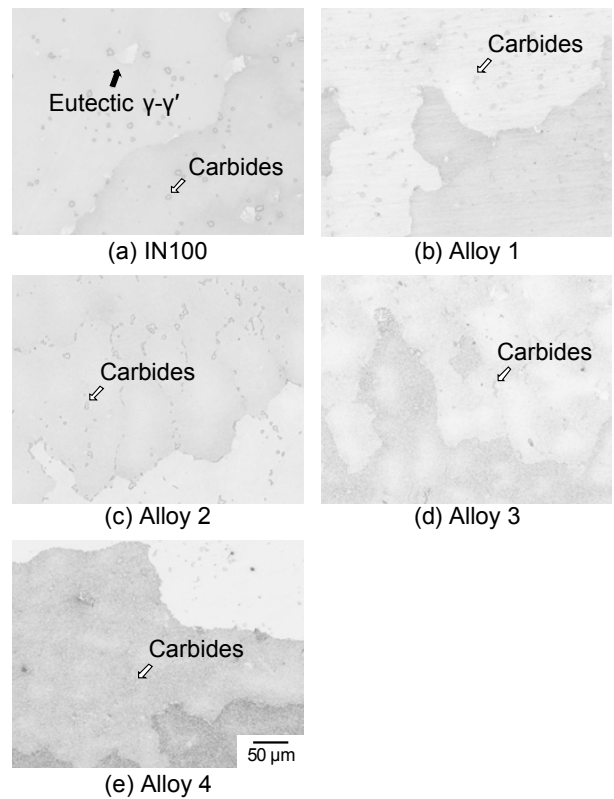 Eutectic γ-γ′
Carbides
(a) IN100
Carbides
(b) Alloy 1
Carbides
(c) Alloy 2
Carbides
(d) Alloy 3
Carbides
50 μm
(e) Alloy 4